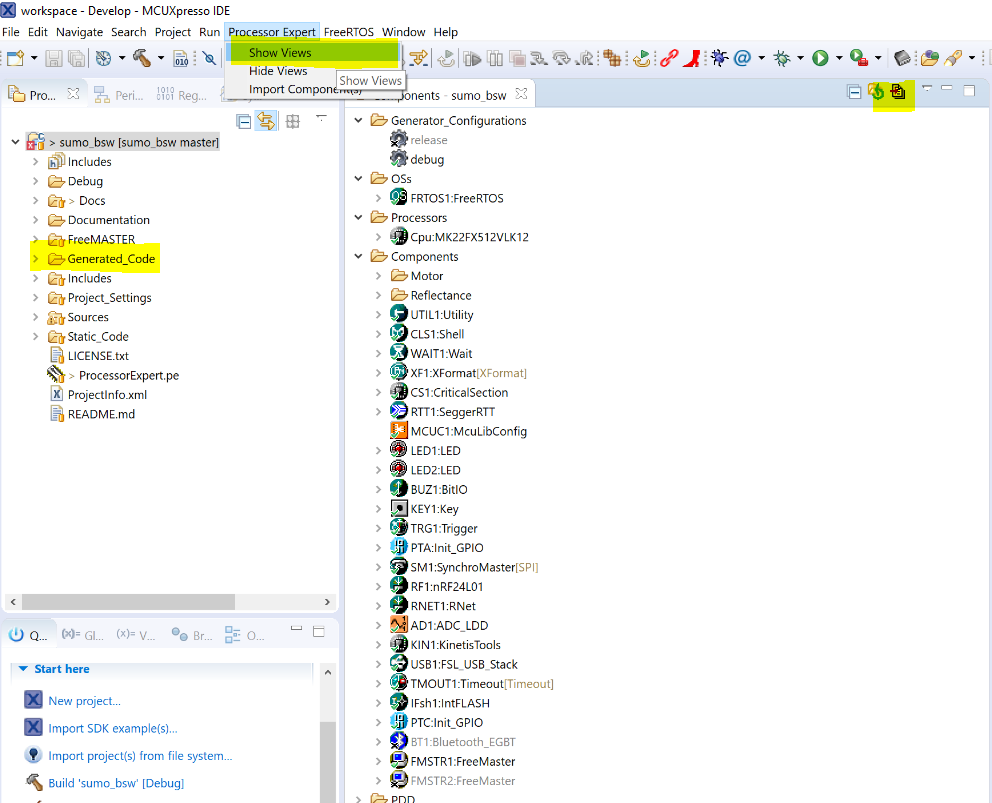 workspace - Develop - MCUXpresso IDE
File Edit Navigate Search Project Run Processor Expert FreeRTOS Window Help
Show Views
Hide Views
Show Views
Import Component(s)
Pro...
Peri...
Reg...
Components - sumo_bsw
> sumo_bsw [sumo_bsw master]
Includes
Debug
> Docs
Documentation
FreeMASTER
Generated_Code
Includes
Project_Settings
Sources
Static_Code
LICENSE.txt
> ProcessorExpert.pe
ProjectInfo.xml
README.md
Generator_Configurations
release
debug
OSs
FRTOS1:FreeRTOS
Processors
Cpu:MK22FX512VLK12
Components
Motor
Reflectance
UTIL1:Utility
CLS1:Shell
WAIT1:Wait
XF1:XFormat[XFormat]
CS1:CriticalSection
RTT1:SeggerRTT
MCUC1:McuLibConfig
LED1:LED
LED2:LED
BUZ1:BitIO
KEY1:Key
TRG1:Trigger
PTA:Init_GPIO
SM1:SynchroMaster[SPI]
RF1:nRF24L01
RNET1:RNet
AD1:ADC_LDD
KIN1:KinetisTools
USB1:FSL_USB_Stack
TMOUT1:Timeout[Timeout]
IFsh1:IntFLASH
PTC:Init_GPIO
BT1:Bluetooth_EGBT
FMSTR1:FreeMaster
FMSTR2:FreeMaster
PDD
Q...
(x)= Gl...
(x)= V...
Br...
O...
Start here
New project...
Import SDK example(s)...
Import project(s) from file system...
Build 'sumo_bsw' [Debug]